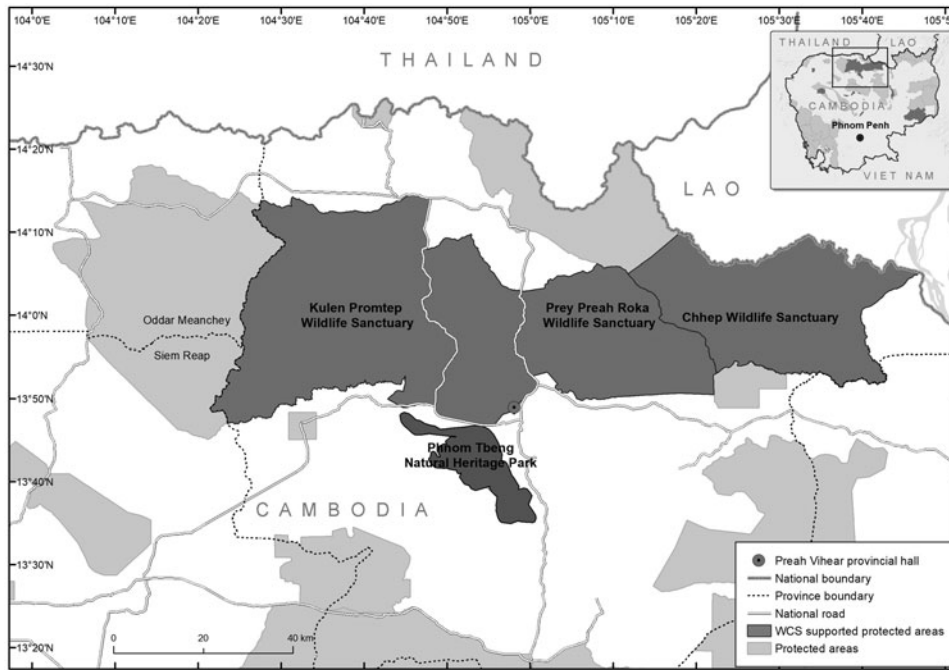 104°0'E 104°10'E 104°20'E 104°30'E 104°40'E 104°50'E 105°0'E 105°10'E 105°20'E 105°30'E 105°40'E
14°30'N
14°20'N
14°10'N
14°0'N
13°50'N
13°40'N
13°30'N
13°20'N
THAILAND
LAO
THAILAND
LAO
CAMBODIA
Phnom Penh
VIET NAM
Oddar Meanchey
Siem Reap
Kulen Promtep
Wildlife Sanctuary
Prey Preah Roka
Wildlife Sanctuary
Chhep Wildlife Sanctuary
Phnom Tbeng
Natural Heritage Park
CAMBODIA
0 20 40 km
Preah Vihear provincial hall
National boundary
Province boundary
National road
WCS supported protected areas
Protected areas